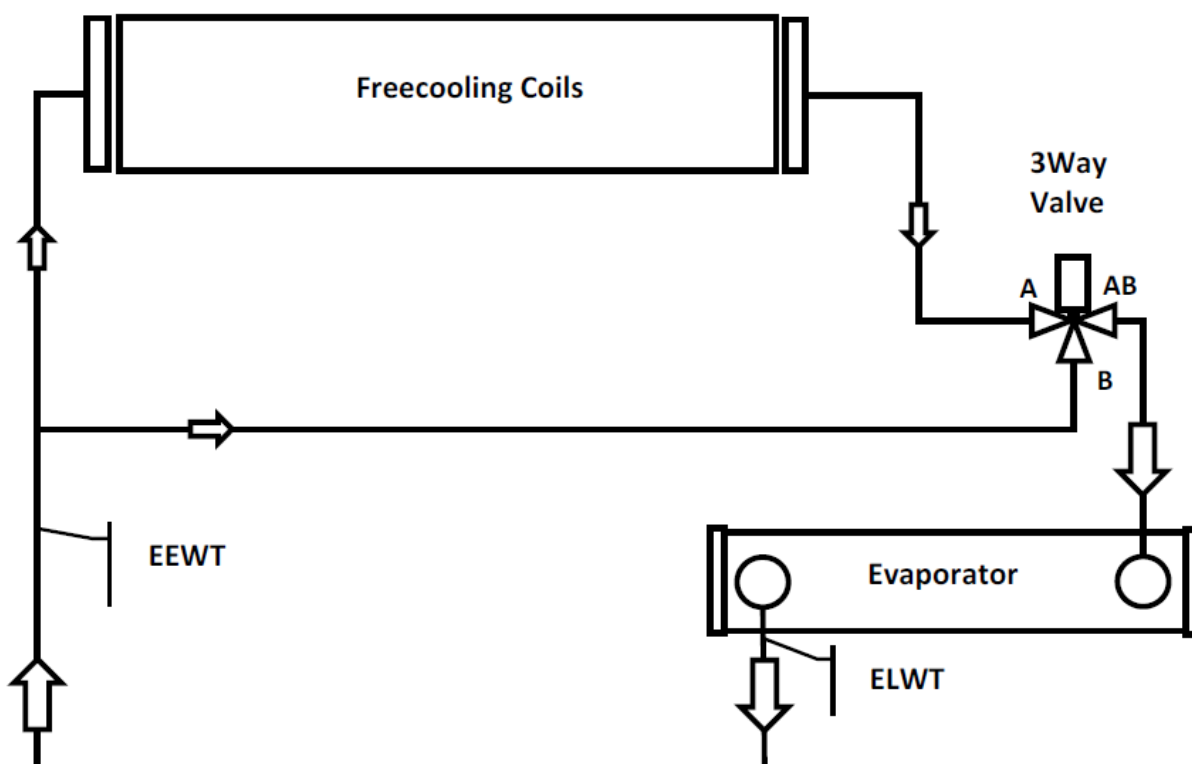 Freecooling Coils
3Way
Valve
A
AB
B
EEWT
Evaporator
ELWT